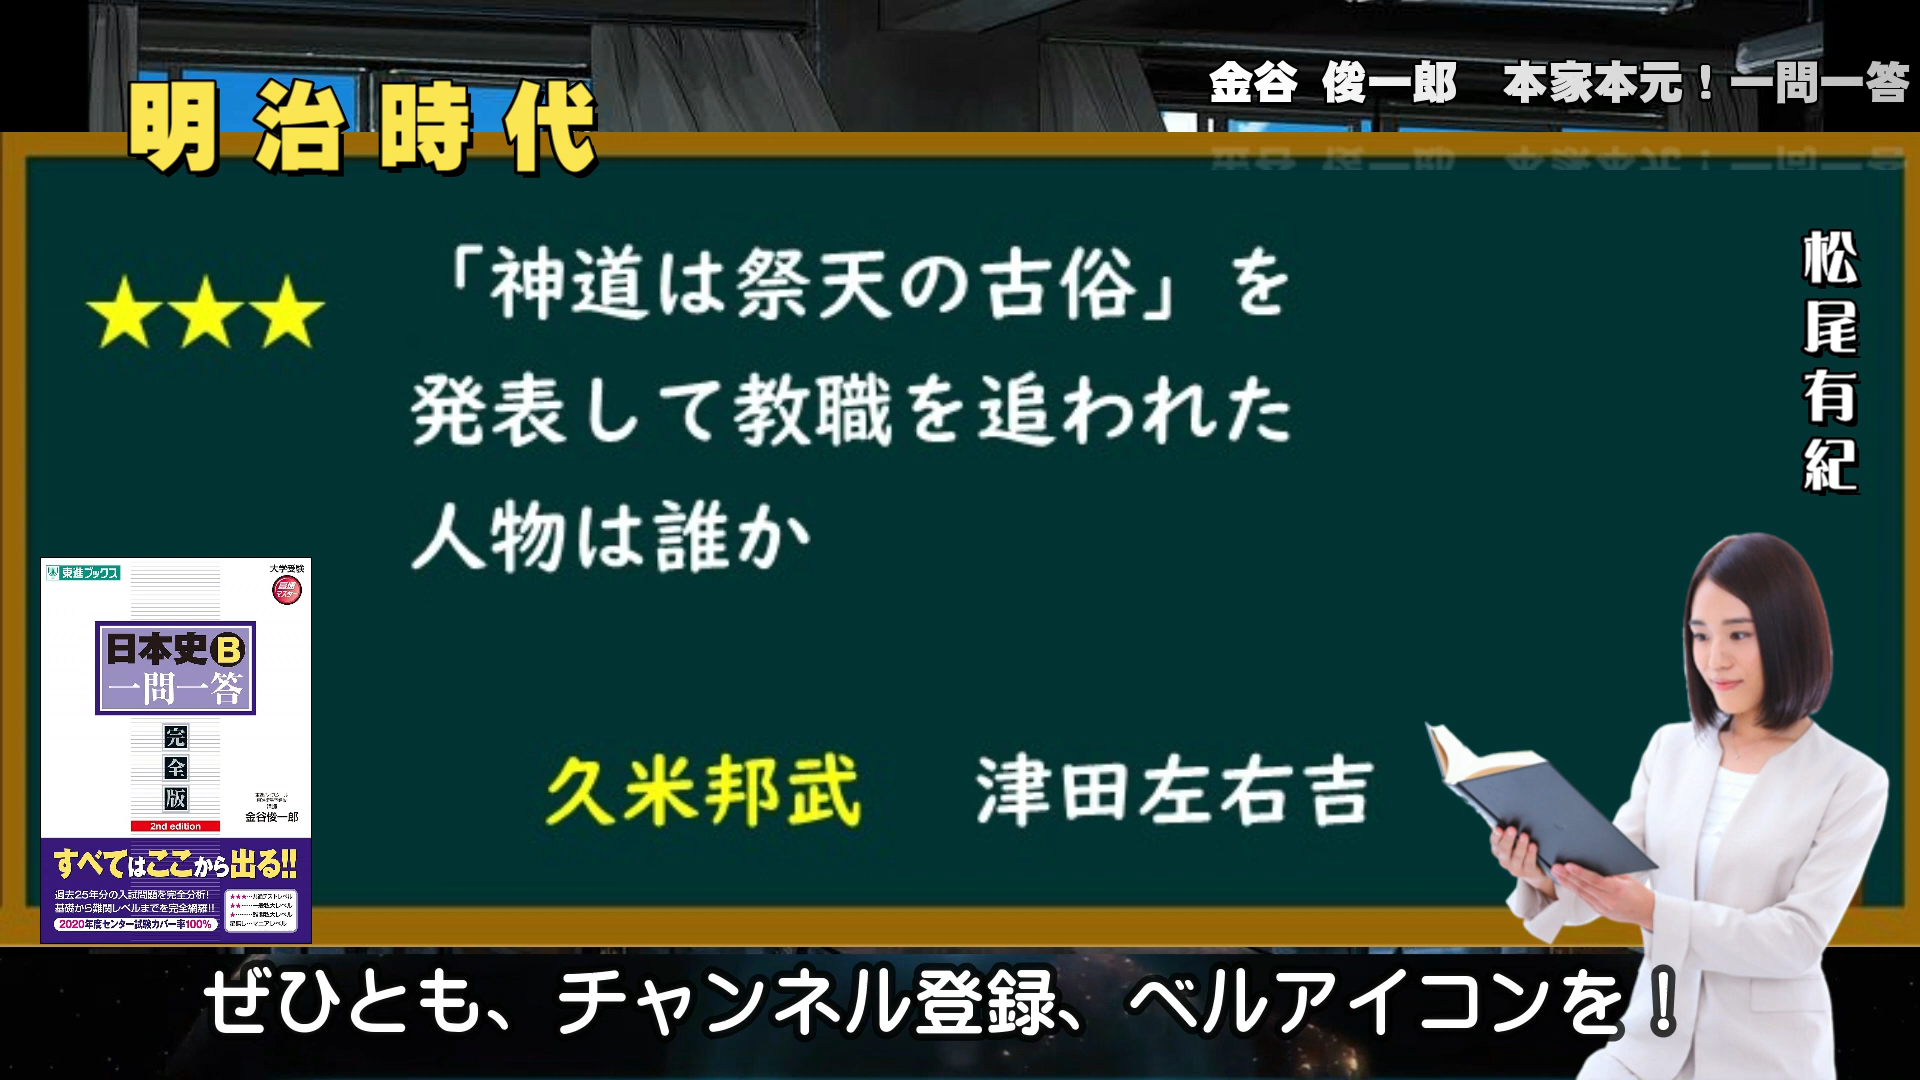 明治時代
金谷 俊一郎　本家本元！一問一答
★★★
「神道は祭天の古俗」を
発表して教職を追われた
人物は誰か
松尾有紀
久米邦武　津田左右吉
東進ブックス
大学受験
日本史B
一問一答
完全版
2nd edition
金谷俊一郎
すべてはここから出る!!
過去25年分の入試問題を完全分析!
基礎から難関レベルまでを完全網羅!!
2020年度センター試験カバー率100%
ぜひとも、チャンネル登録、ベルアイコンを！